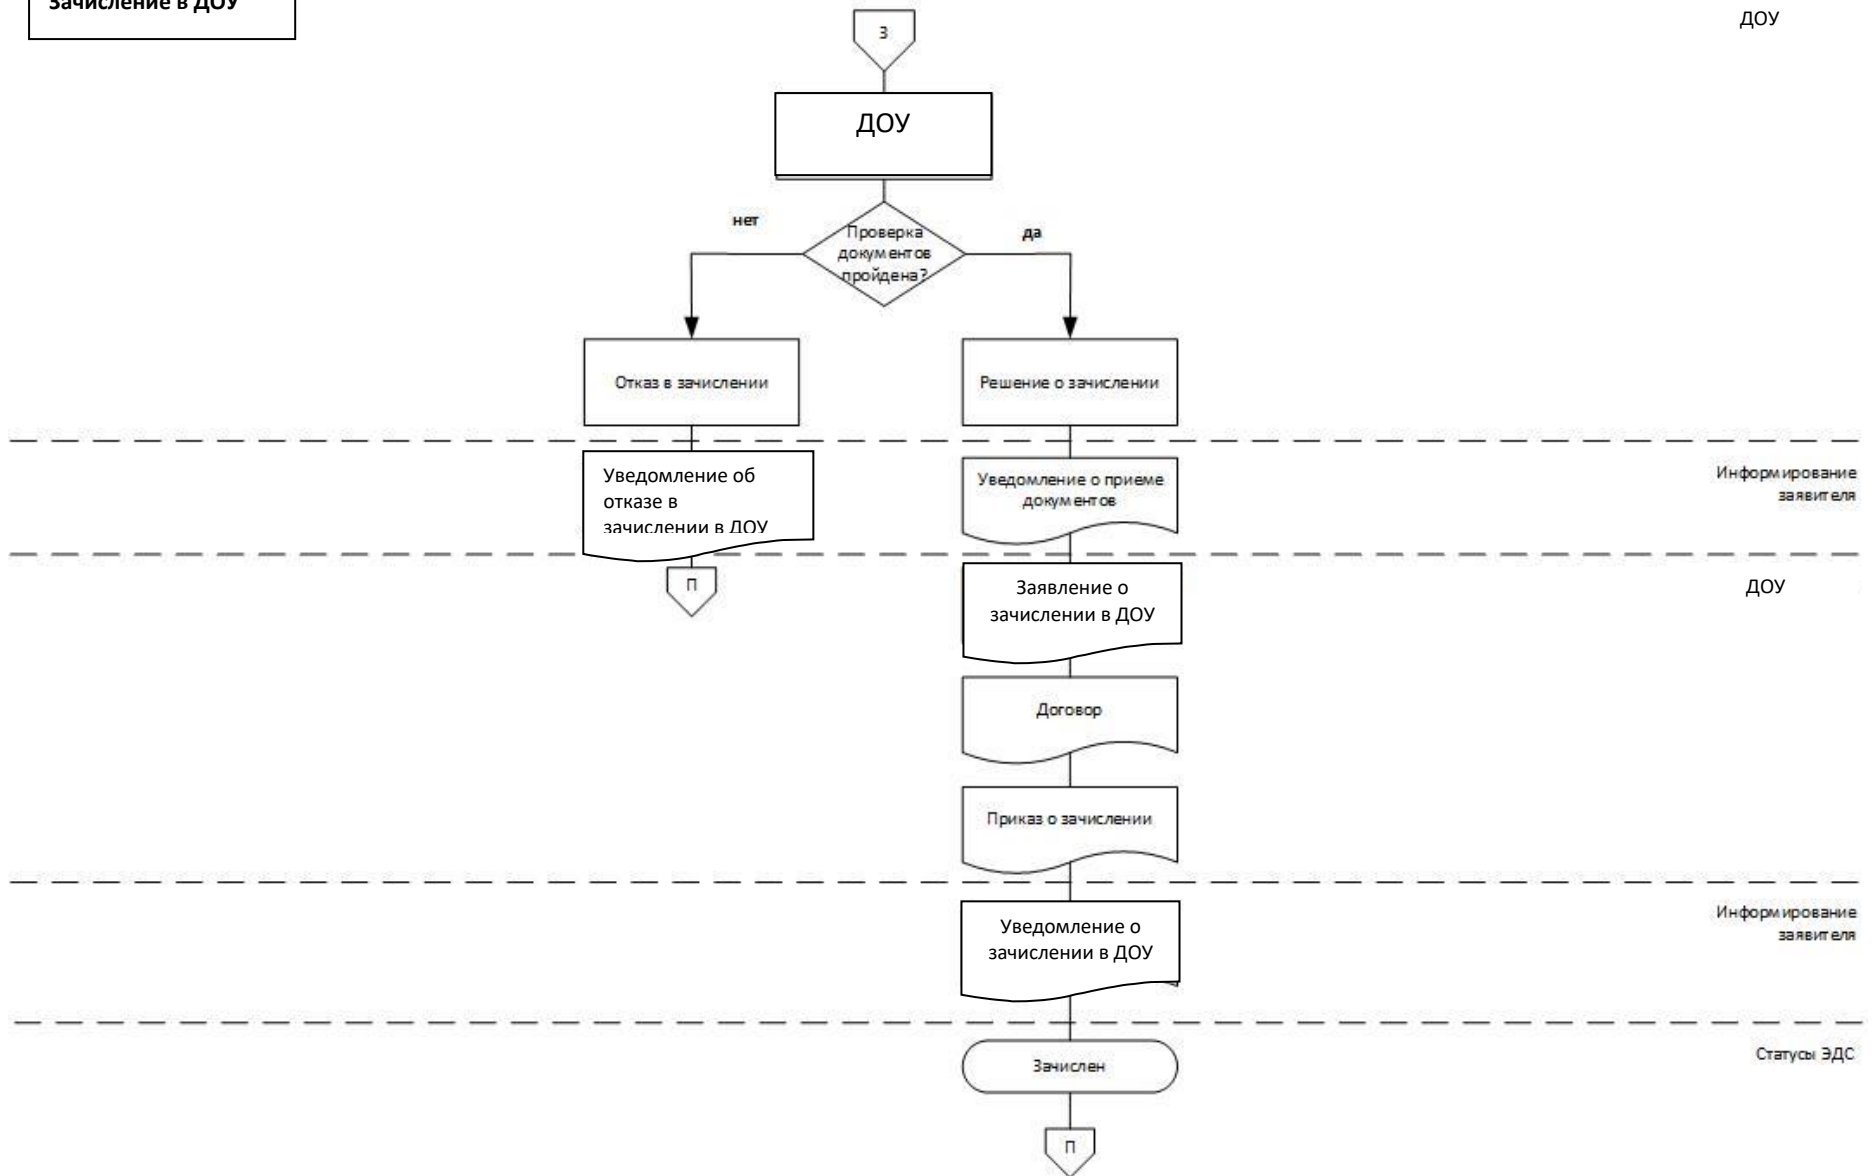 Зачисление в ДОУ
ДОУ
З
ДОУ
нет
да
Проверка
документов
пройдена?
Отказ в зачислении
Решение о зачислении
Уведомление об
отказе в
зачислении в ДОУ
Уведомление о приеме
документов
Информирование
заявителя
П
Заявление о
зачислении в ДОУ
ДОУ
Договор
Приказ о зачислении
Уведомление о
зачислении в ДОУ
Информирование
заявителя
Зачислен
Статусы ЭДС
П